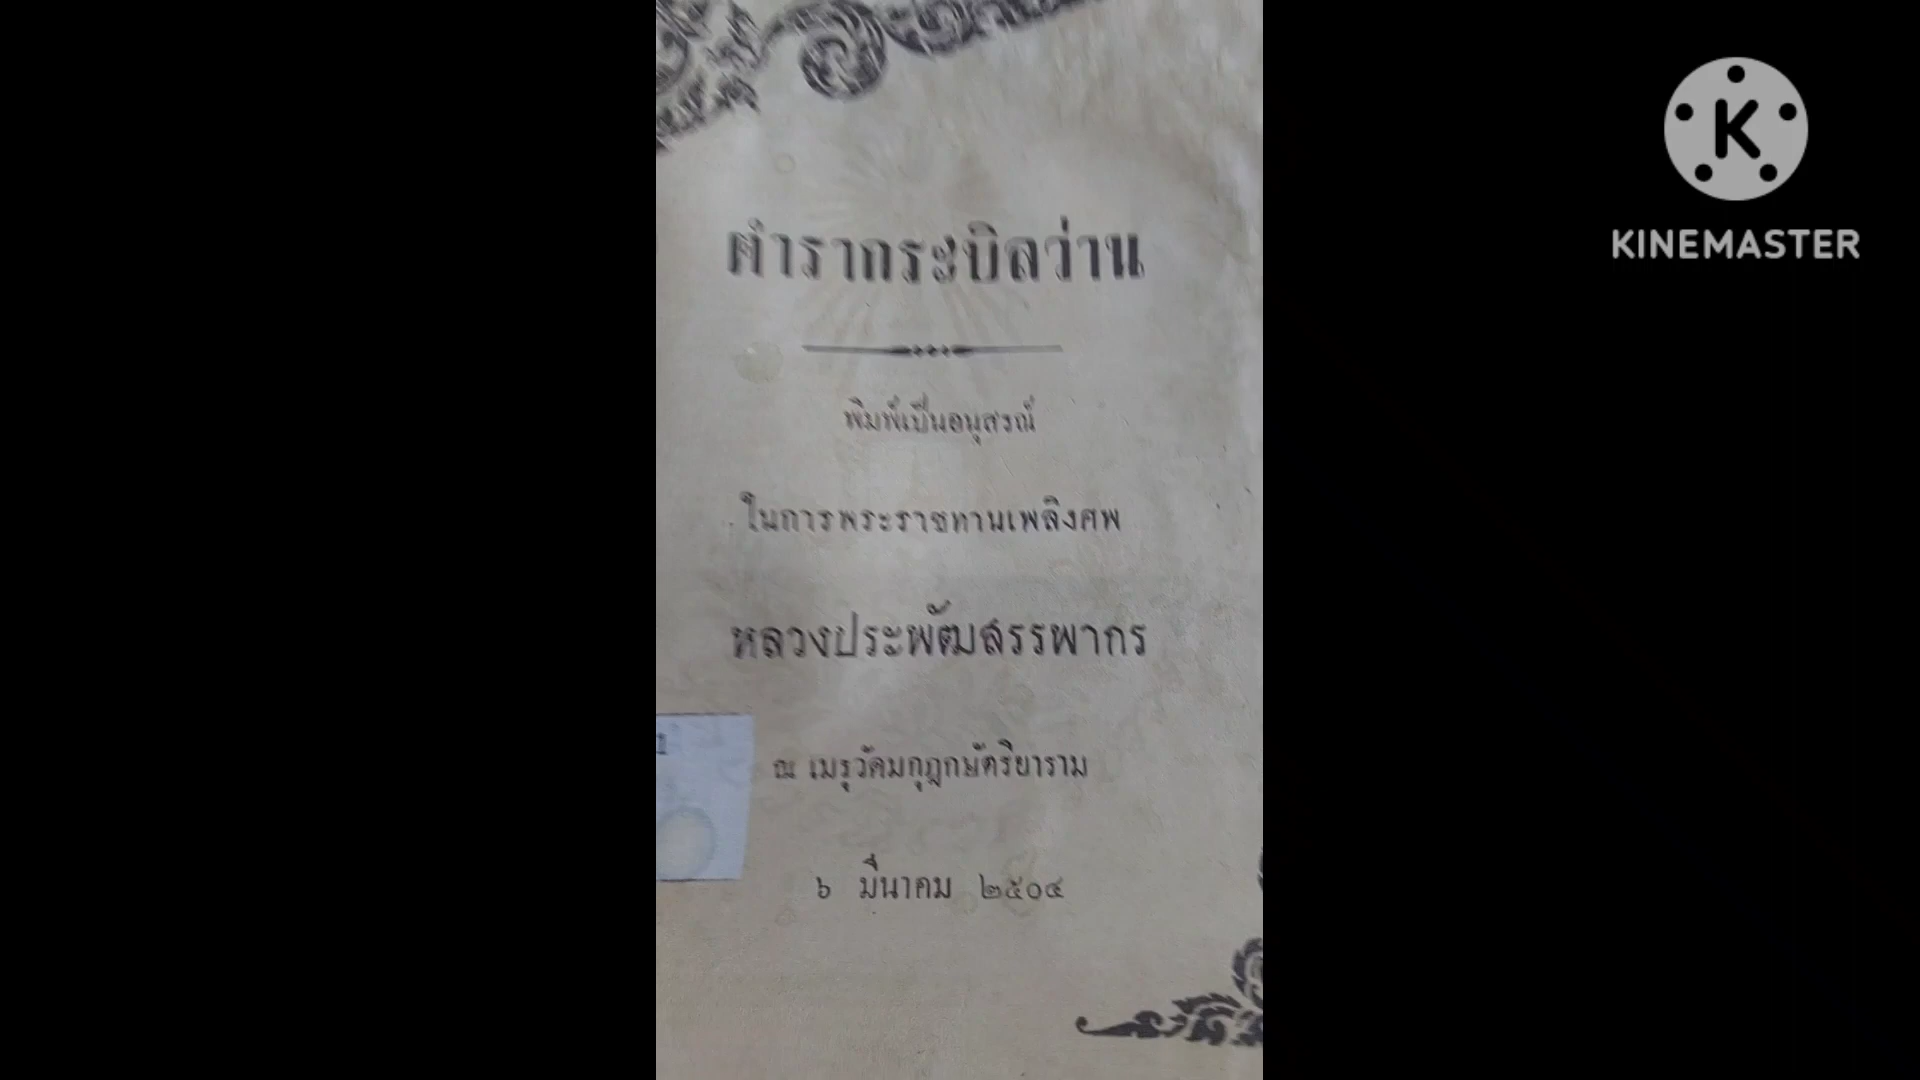 ตำรากระบิลว่าน
พิมพ์เป็นอนุสรณ์
ในการพระราชทานเพลิงศพ
หลวงประพัฒสรรพากร
ณ เมรุวัดมกุฎกษัตริยาราม
๖ มีนาคม ๒๕๐๔
K
KINEMASTER